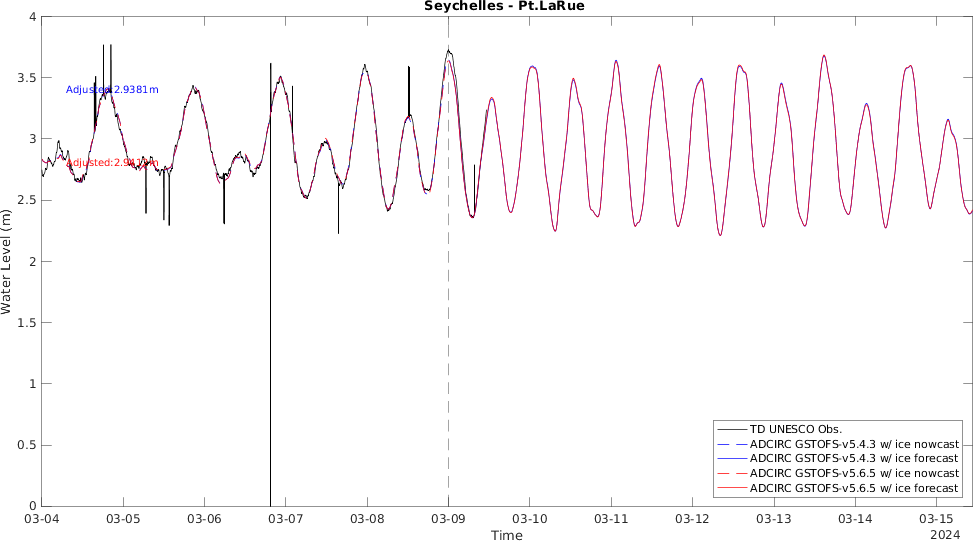 Seychelles - Pt.LaRue
4
3.5
3
2.5
2
1.5
1
0.5
0
Water Level (m)
Adjusted:2.9381m
TD UNESCO Obs.
ADCIRC GSTOFS-v5.4.3 w/ ice nowcast
ADCIRC GSTOFS-v5.4.3 w/ ice forecast
ADCIRC GSTOFS-v5.6.5 w/ ice nowcast
ADCIRC GSTOFS-v5.6.5 w/ ice forecast
03-04 03-05 03-06 03-07 03-08 03-09 03-10 03-11 03-12 03-13 03-14 03-15
Time
2024